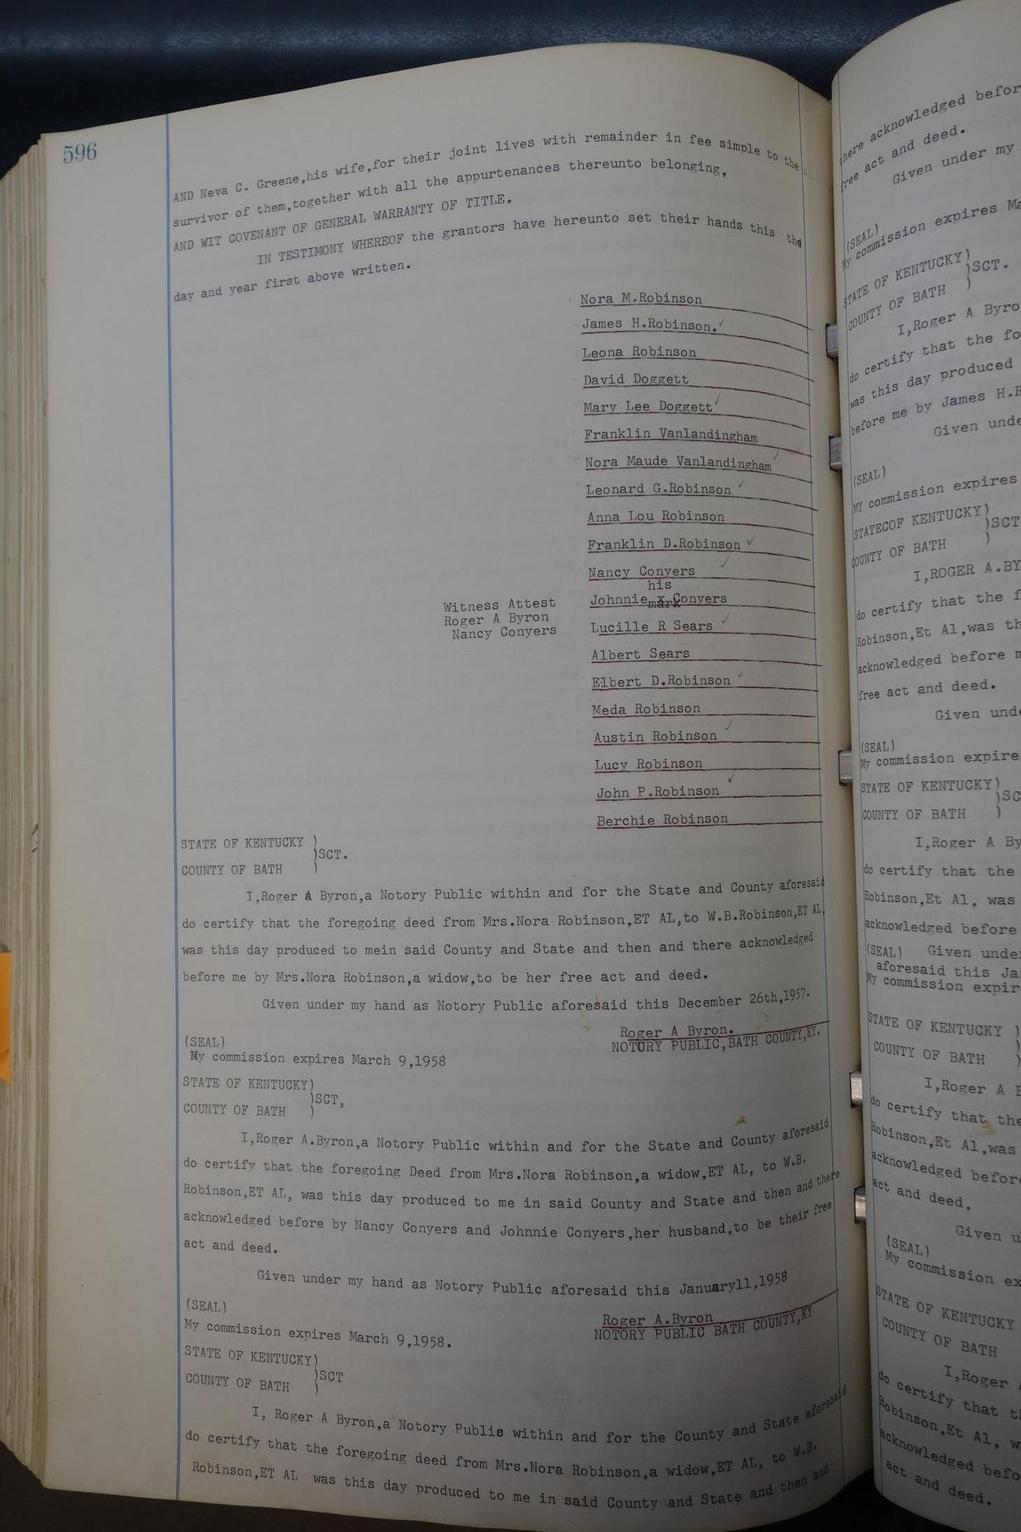 596
AND Neva C. Greene,his wife,for their joint lives with remainder in fee simple to the
survivor of them,together with all the appurtenances thereunto belonging,
AND WIT COVENANT OF GENERAL WARRANTY OF TITLE.
IN TESTIMONY WHEREOF the grantors have hereunto set their hands this the
day and year first above written.
Nora M.Robinson
James H.Robinson.
Leona Robinson
David Doggett
Mary Lee Doggett
Franklin Vanlandingham
Nora Maude Vanlandingham
Leonard G.Robinson
Anna Lou Robinson
Franklin D.Robinson
Nancy Conyers
his
Johnnie x Conyers
mark
Witness Attest
Roger A Byron
Nancy Conyers
Lucille R Sears
Albert Sears
Elbert D.Robinson
Meda Robinson
Austin Robinson
Lucy Robinson
John P.Robinson
Berchie Robinson
STATE OF KENTUCKY )
)SCT.
COUNTY OF BATH )
I,Roger A Byron,a Notory Public within and for the State and County aforesaid
do certify that the foregoing deed from Mrs.Nora Robinson,ET AL,to W.B.Robinson,ET AL,
was this day produced to mein said County and State and then and there acknowledged
before me by Mrs.Nora Robinson,a widow,to be her free act and deed.
Given under my hand as Notory Public aforesaid this December 26th,1957.
Roger A Byron.
(SEAL)
NOTORY PUBLIC,BATH COUNTY,KY.
My commission expires March 9,1958
STATE OF KENTUCKY)
)SCT,
COUNTY OF BATH )
I,Roger A.Byron,a Notory Public within and for the State and County aforesaid
do certify that the foregoing Deed from Mrs.Nora Robinson,a widow,ET AL, to W.B.
Robinson,ET AL, was this day produced to me in said County and State and then and there
acknowledged before by Nancy Conyers and Johnnie Conyers,her husband,to be their free
act and deed.
Given under my hand as Notory Public aforesaid this January11,1958
(SEAL)
Roger A.Byron
My commission expires March 9,1958.
NOTORY PUBLIC BATH COUNTY,KY
STATE OF KENTUCKY)
)SCT
COUNTY OF BATH )
I, Roger A Byron,a Notory Public within and for the County and State aforesaid
do certify that the foregoing deed from Mrs.Nora Robinson,a widow,ET AL, to W.B.
Robinson,ET AL was this day produced to me in said County and State and then and
there acknowledged befor
free act and deed.
Given under my
(SEAL)
My commission expires Ma
STATE OF KENTUCKY)
)SCT.
COUNTY OF BATH )
I,Roger A Byro
do certify that the fo
was this day produced
before me by James H.R
Given unde
(SEAL)
MY commission expires
STATECOF KENTUCKY)
)SCT
COUNTY OF BATH )
I,ROGER A.BY
do certify that the f
Robinson,Et Al,was th
acknowledged before m
free act and deed.
Given und
(SEAL)
My commission expire
STATE OF KENTUCKY)
)SC
COUNTY OF BATH )
I,Roger A By
do certify that the
Robinson,Et Al, was
acknowledged before
(SEAL) Given unde
aforesaid this Ja
My commission expir
STATE OF KENTUCKY )
)
COUNTY OF BATH )
I,Roger A B
do certify that the
Robinson,Et Al,was
acknowledged befor
act and deed,
Given u
(SEAL)
My commission ex
STATE OF KENTUCKY
COUNTY OF BATH
I,Roger
do certify that t
Robinson,Et Al, w
acknowledged befo
act and deed.